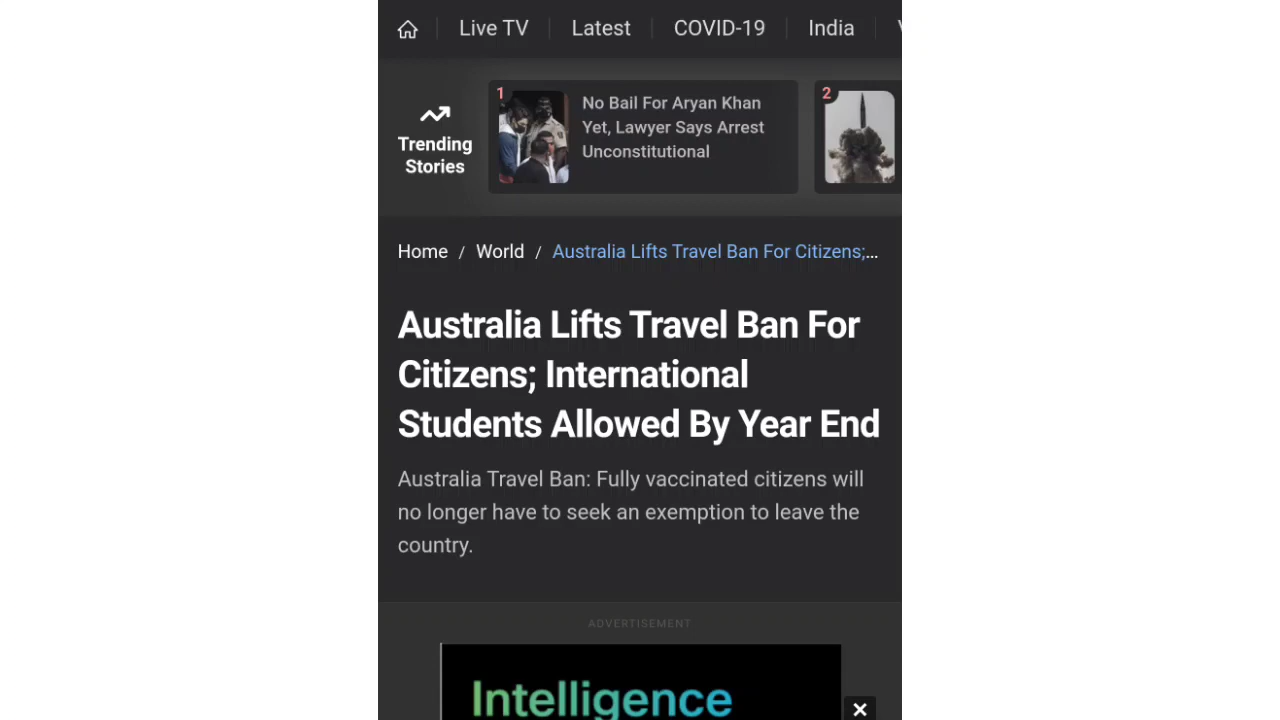 Live TV
Latest
COVID-19
India
Trending
Stories
1
No Bail For Aryan Khan
Yet, Lawyer Says Arrest
Unconstitutional
2
Home / World / Australia Lifts Travel Ban For Citizens;...
Australia Lifts Travel Ban For
Citizens; International
Students Allowed By Year End
Australia Travel Ban: Fully vaccinated citizens will
no longer have to seek an exemption to leave the
country.
ADVERTISEMENT
Intelligence